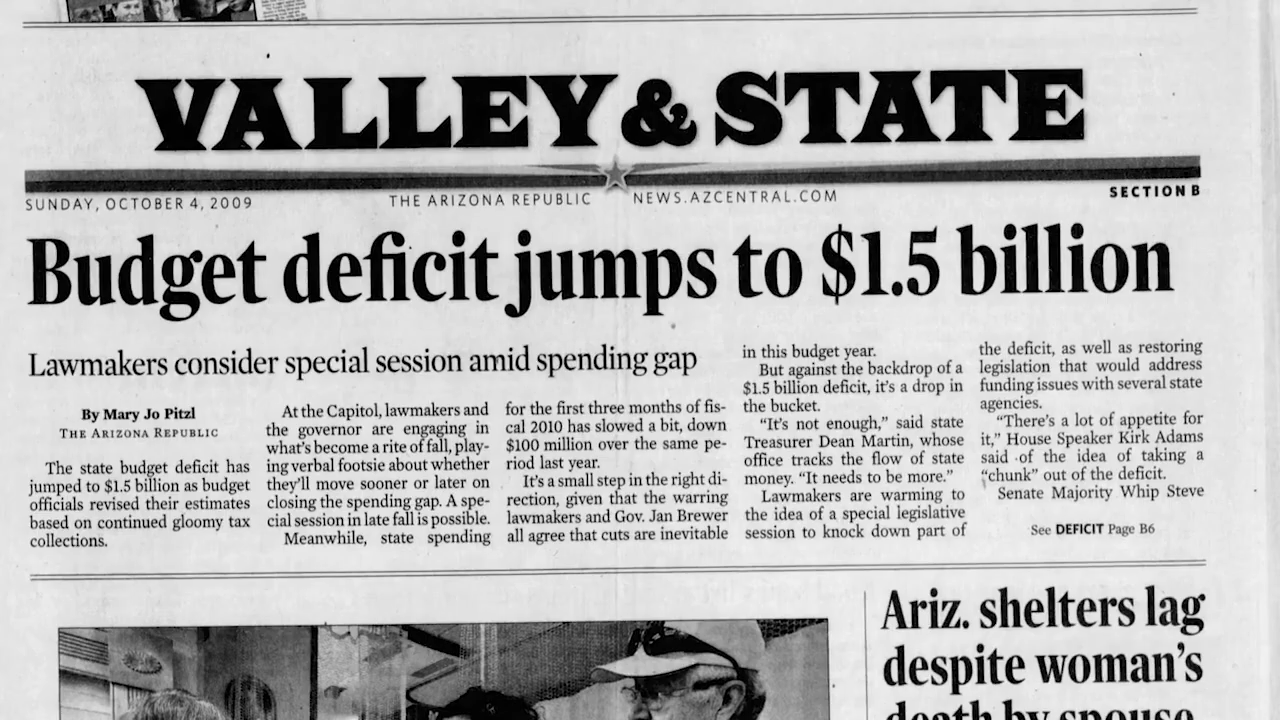 VALLEY & STATE
SUNDAY, OCTOBER 4, 2009
THE ARIZONA REPUBLIC
NEWS.AZCENTRAL.COM
SECTION B
Budget deficit jumps to $1.5 billion
Lawmakers consider special session amid spending gap
By Mary Jo Pitzl
THE ARIZONA REPUBLIC
The state budget deficit has
jumped to $1.5 billion as budget
officials revised their estimates
based on continued gloomy tax
collections.
At the Capitol, lawmakers and
the governor are engaging in
what's become a rite of fall, play-
ing verbal footsie about whether
they'll move sooner or later on
closing the spending gap. A spe-
cial session in late fall is possible.
Meanwhile, state spending
for the first three months of fis-
cal 2010 has slowed a bit, down
$100 million over the same pe-
riod last year.
It's a small step in the right di-
rection, given that the warring
lawmakers and Gov. Jan Brewer
all agree that cuts are inevitable
in this budget year.
But against the backdrop of a
$1.5 billion deficit, it's a drop in
the bucket.
"It's not enough," said state
Treasurer Dean Martin, whose
office tracks the flow of state
money. "It needs to be more."
Lawmakers are warming to
the idea of a special legislative
session to knock down part of
the deficit, as well as restoring
legislation that would address
funding issues with several state
agencies.
"There's a lot of appetite for
it," House Speaker Kirk Adams
said of the idea of taking a
"chunk" out of the deficit.
Senate Majority Whip Steve
See DEFICIT Page B6
Ariz. shelters lag
despite woman's
death by spouse